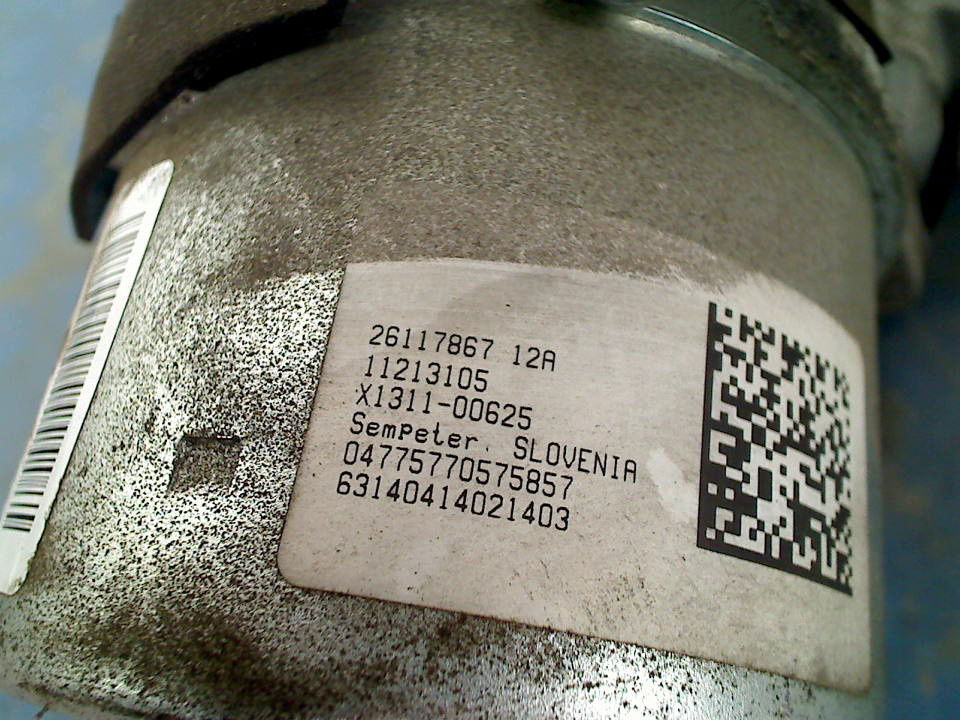 26117867 12A
11213105
X1311-00625
Sempeter. SLOVENIA
04775770575857
63140414021403